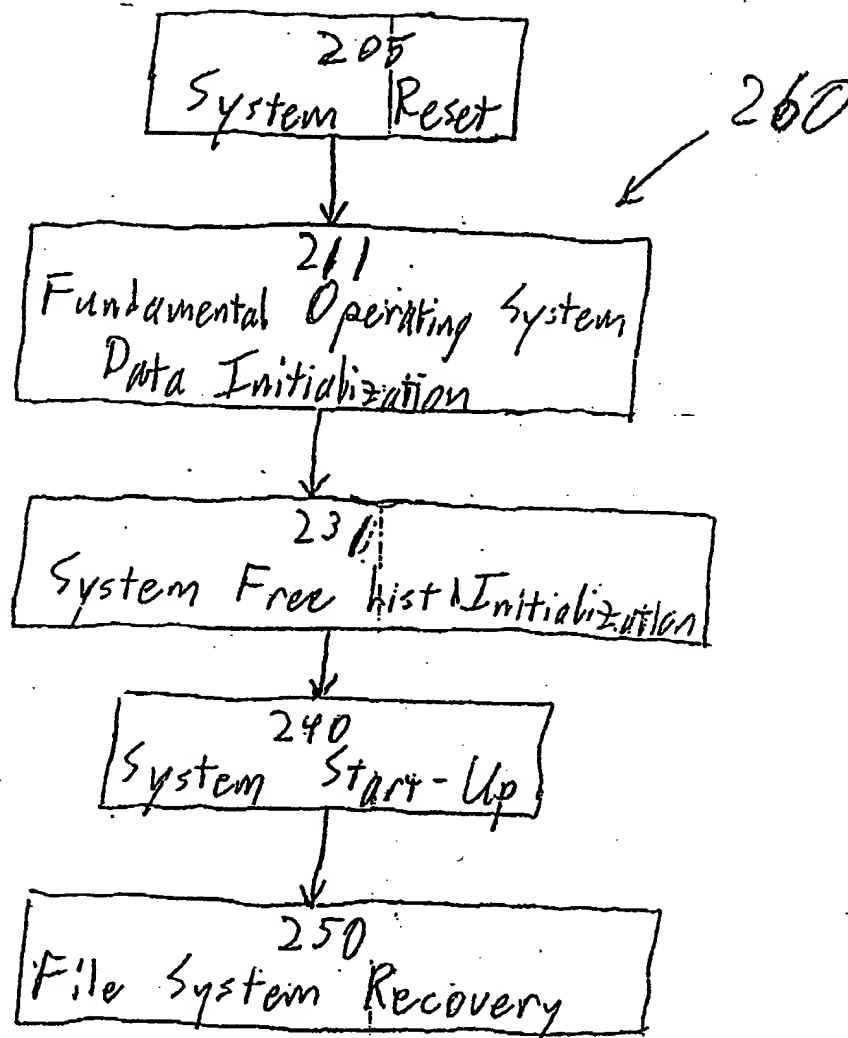 205
System Reset
260
211
Fundamental Operating System
Data Initialization
231
System Free List Initialization
240
System Start-Up
250
File System Recovery